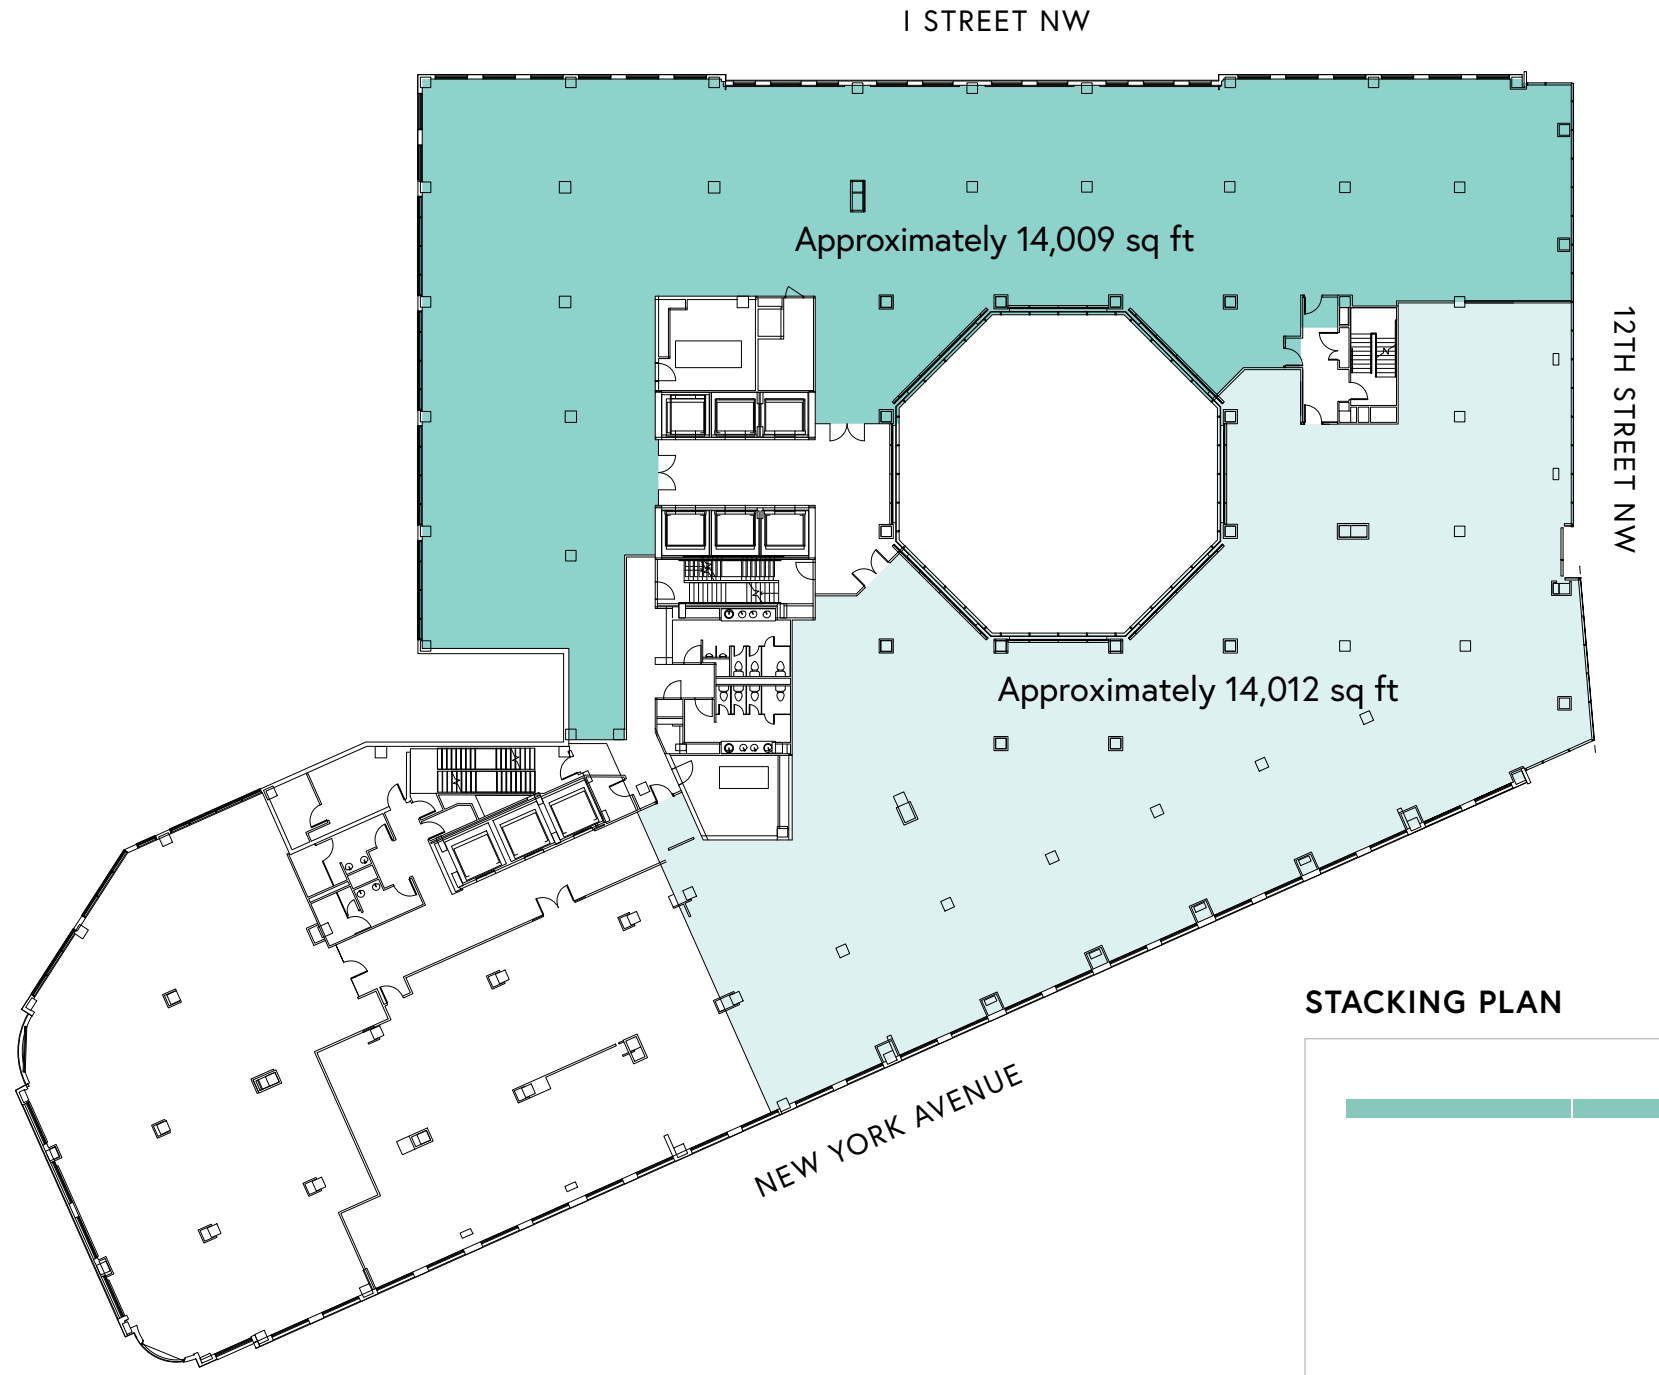 I STREET NW
Approximately 14,009 sq ft
12TH STREET NW
Approximately 14,012 sq ft
STACKING PLAN
NEW YORK AVENUE